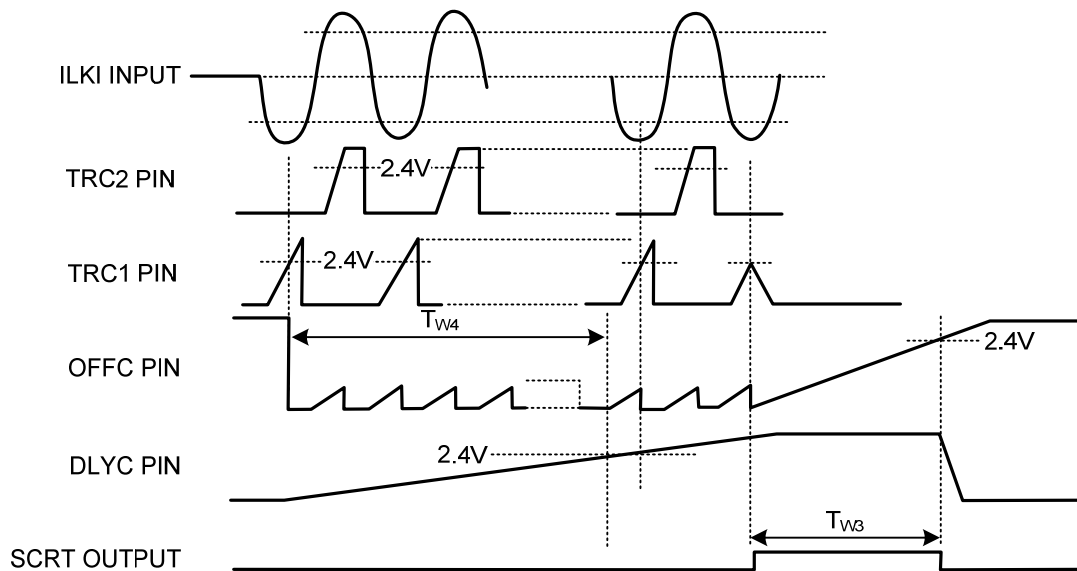 ILKI INPUT
TRC2 PIN
2.4V
TRC1 PIN
2.4V
TW4
OFFC PIN
2.4V
DLYC PIN
2.4V
TW3
SCRT OUTPUT